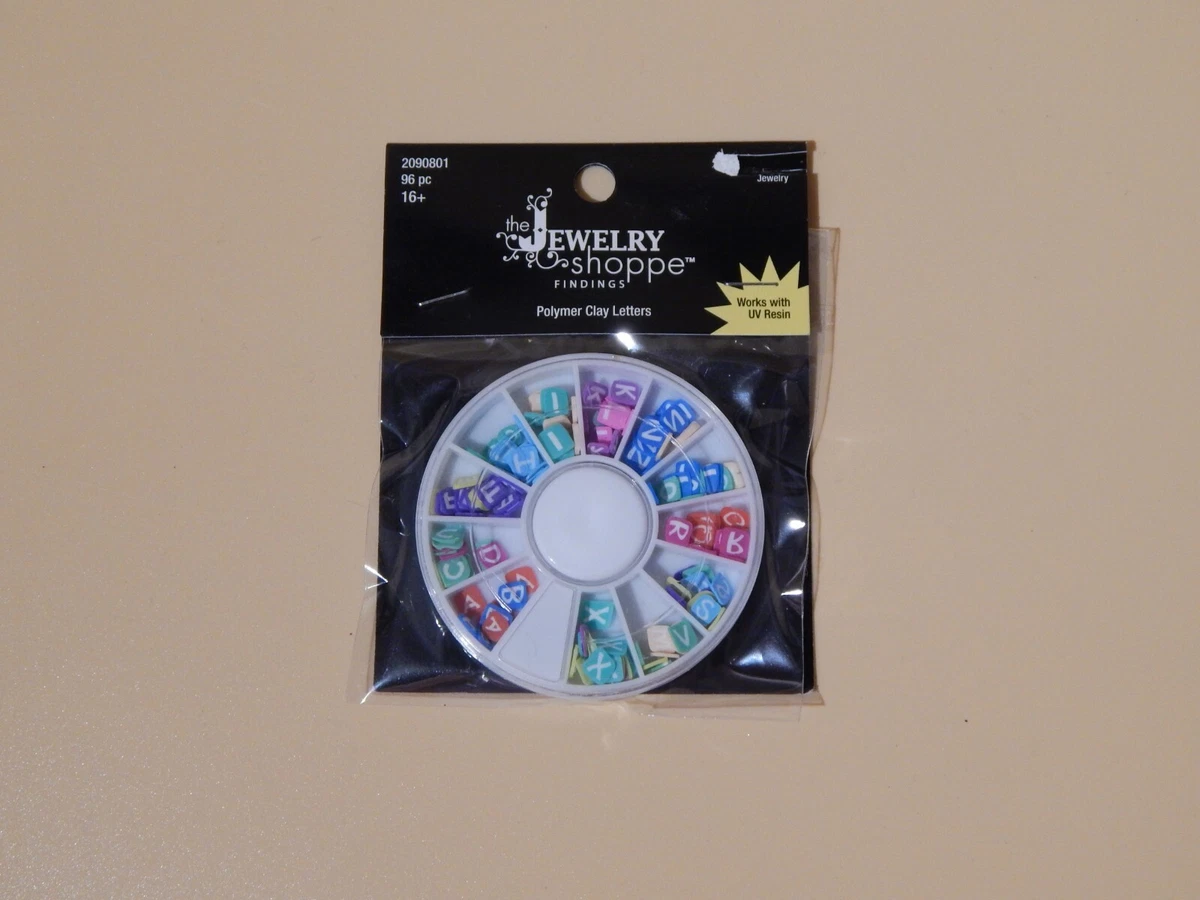 2090801
96 pc
16+
Jewelry
the JEWELRY
shoppe™
FINDINGS
Polymer Clay Letters
Works with
UV Resin
I
K
I
H
N
Z
C
R
R
D
C
B
A
S
X
X